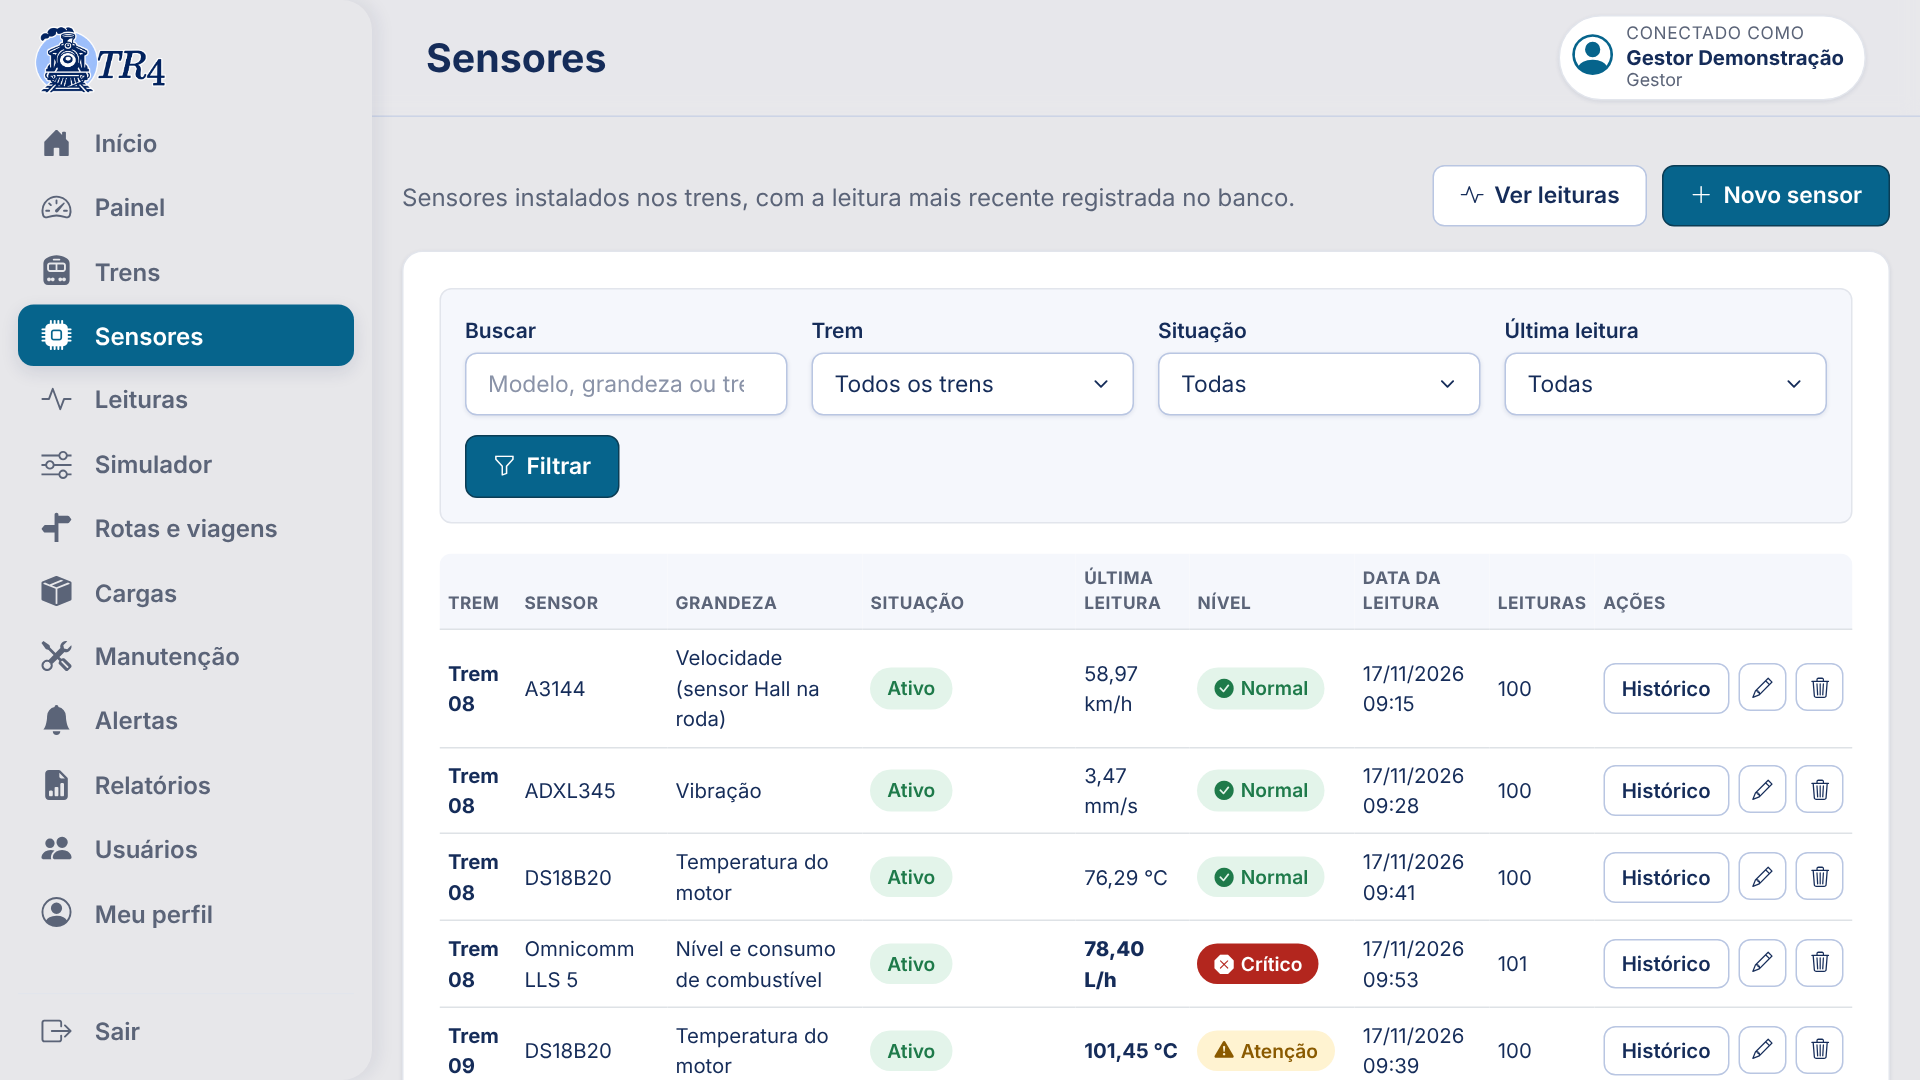 TR4
Início
Painel
Trens
Sensores
Leituras
Simulador
Rotas e viagens
Cargas
Manutenção
Alertas
Relatórios
Usuários
Meu perfil
Sair
Sensores
CONECTADO COMO
Gestor Demonstração
Gestor
Sensores instalados nos trens, com a leitura mais recente registrada no banco.
Ver leituras
Novo sensor
Buscar
Trem
Situação
Última leitura
Modelo, grandeza ou tre
Todos os trens
Todas
Todas
Filtrar
TREM SENSOR GRANDEZA SITUAÇÃO ÚLTIMA LEITURA NÍVEL DATA DA LEITURA LEITURAS AÇÕES
Trem 08 A3144 Velocidade (sensor Hall na roda) Ativo 58,97 km/h Normal 17/11/2026 09:15 100 Histórico
Trem 08 ADXL345 Vibração Ativo 3,47 mm/s Normal 17/11/2026 09:28 100 Histórico
Trem 08 DS18B20 Temperatura do motor Ativo 76,29 °C Normal 17/11/2026 09:41 100 Histórico
Trem 08 Omnicomm LLS 5 Nível e consumo de combustível Ativo 78,40 L/h Crítico 17/11/2026 09:53 101 Histórico
Trem 09 DS18B20 Temperatura do motor Ativo 101,45 °C Atenção 17/11/2026 09:39 100 Histórico